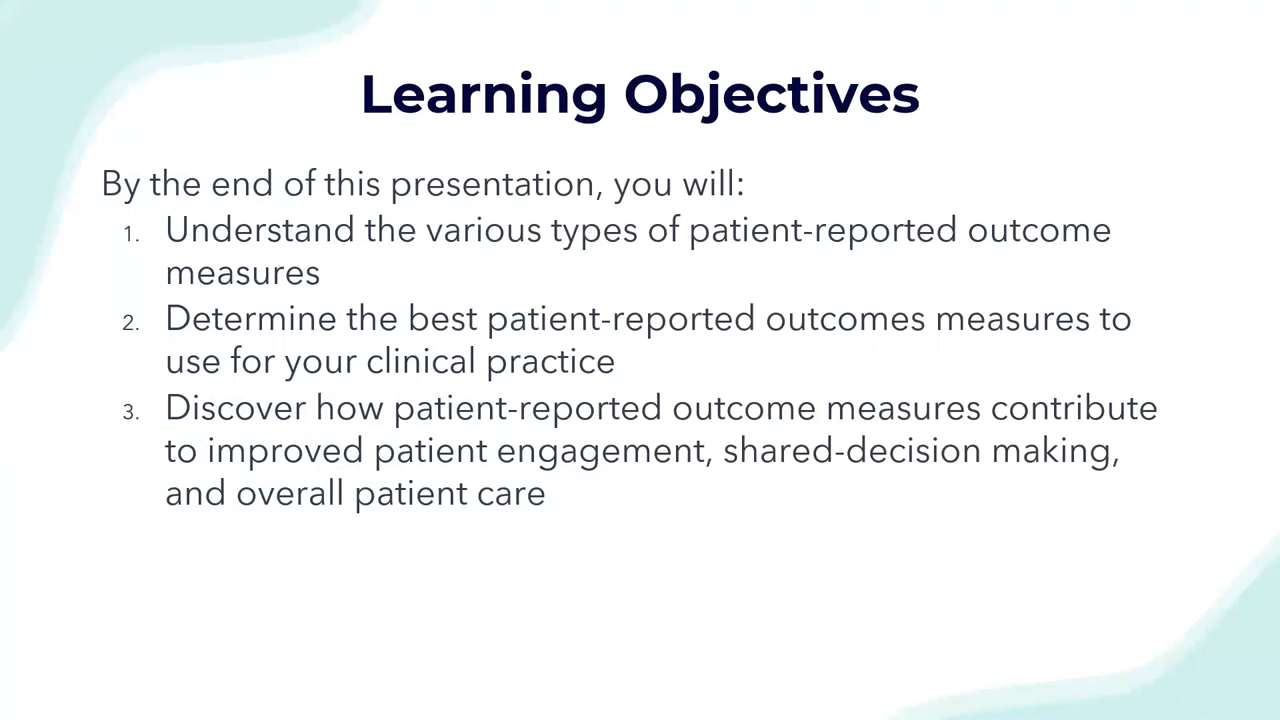 Learning Objectives
By the end of this presentation, you will:
1. Understand the various types of patient-reported outcome
measures
2. Determine the best patient-reported outcomes measures to
use for your clinical practice
3. Discover how patient-reported outcome measures contribute
to improved patient engagement, shared-decision making,
and overall patient care